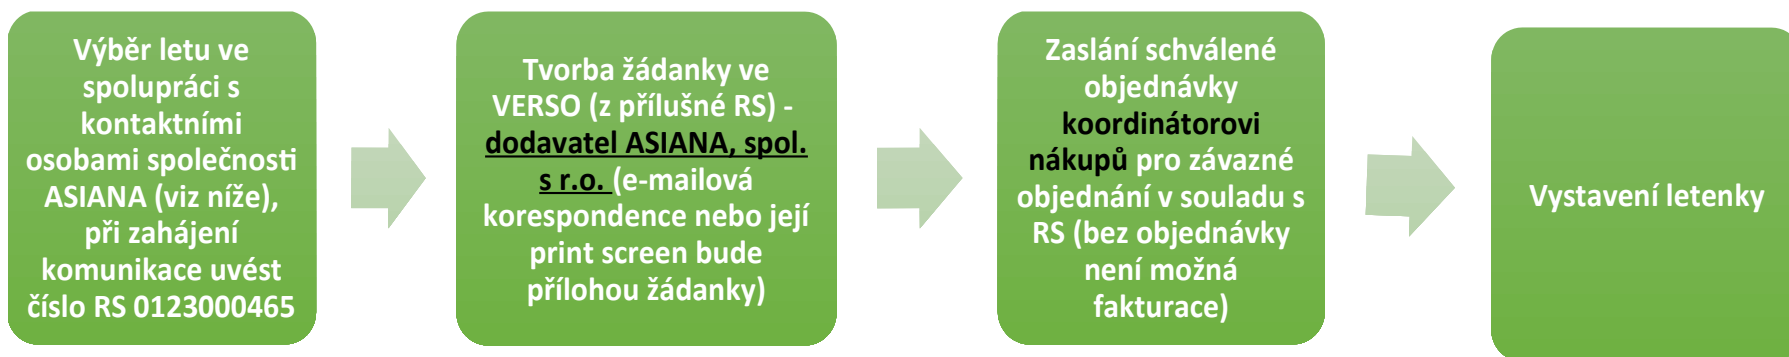 Výběr letu ve
spolupráci s
kontaktními
osobami společnosti
ASIANA (viz níže),
při zahájení
komunikace uvést
číslo RS 0123000465
Tvorba žádanky ve
VERSO (z přílušné RS) -
dodavatel ASIANA, spol.
s r.o. (e-mailová
korespondence nebo její
print screen bude
přílohou žádanky)
Zaslání schválené
objednávky
koordinátorovi
nákupů pro závazné
objednání v souladu s
RS (bez objednávky
není možná
fakturace)
Vystavení letenky